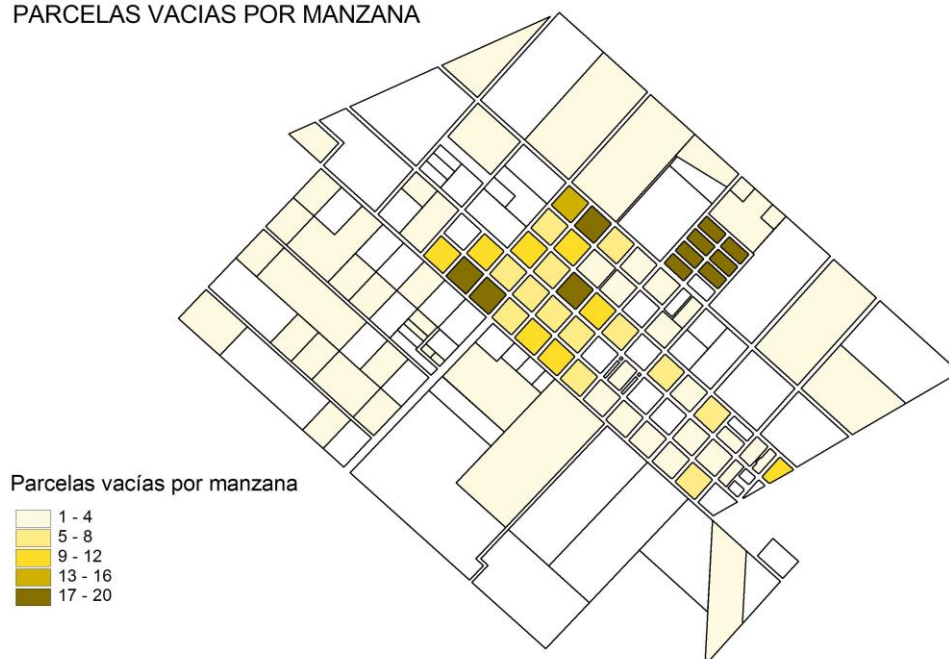 PARCELAS VACIAS POR MANZANA
Parcelas vacías por manzana
1 - 4
5 - 8
9 - 12
13 - 16
17 - 20